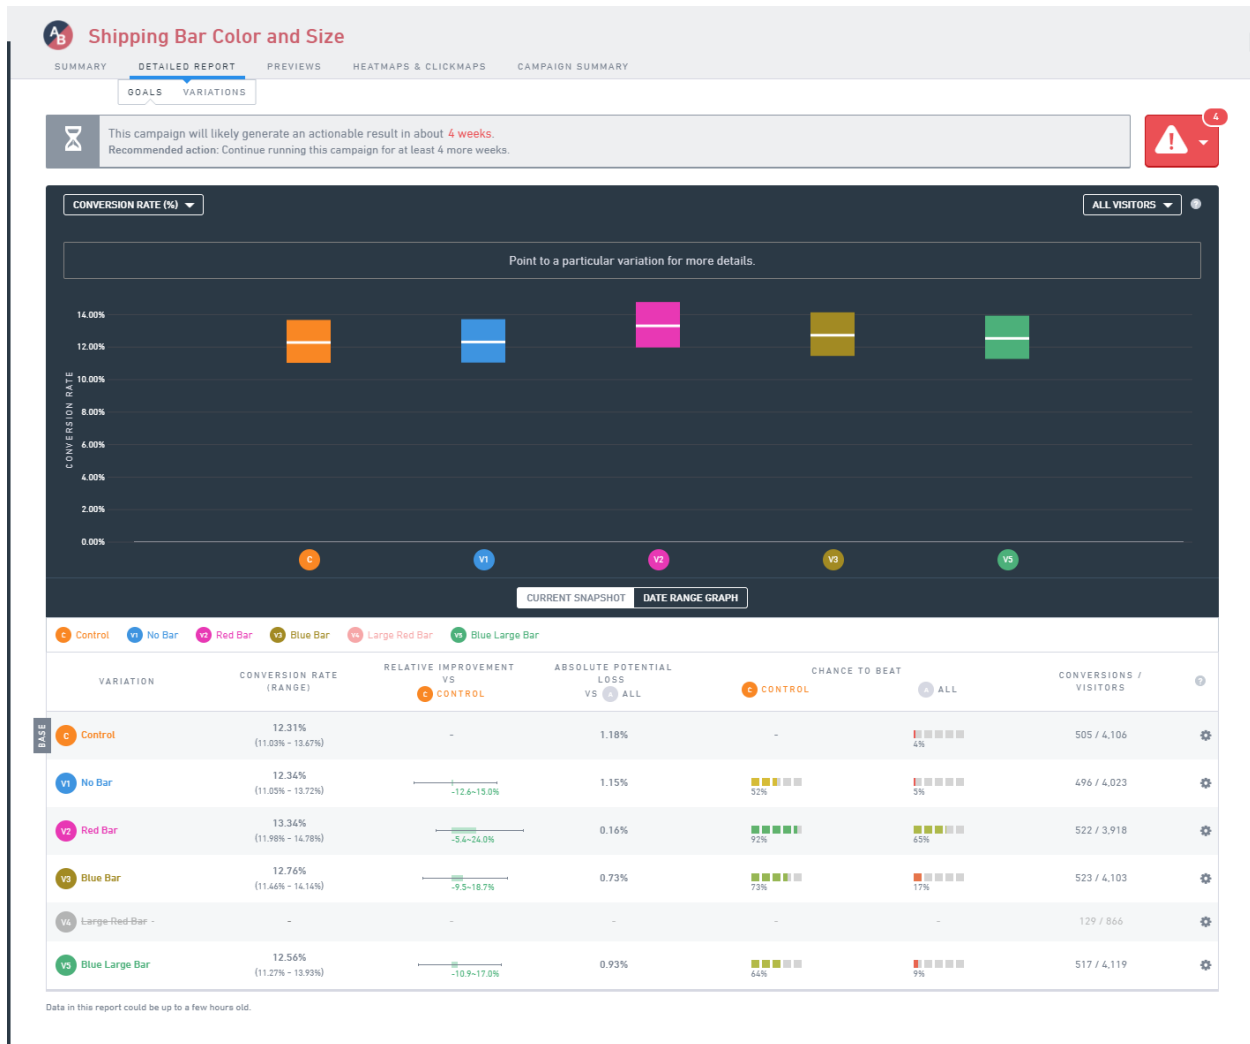 AB Shipping Bar Color and Size
SUMMARY DETAILED REPORT PREVIEWS HEATMAPS & CLICKMAPS CAMPAIGN SUMMARY
GOALS VARIATIONS
This campaign will likely generate an actionable result in about 4 weeks.
Recommended action: Continue running this campaign for at least 4 more weeks.
4
CONVERSION RATE (%) ALL VISITORS ?
Point to a particular variation for more details.
CONVERSION RATE
14.00%
12.00%
10.00%
8.00%
6.00%
4.00%
2.00%
0.00%
C V1 V2 V3 V5
CURRENT SNAPSHOT DATE RANGE GRAPH
C Control V1 No Bar V2 Red Bar V3 Blue Bar V4 Large Red Bar V5 Blue Large Bar
VARIATION
CONVERSION RATE
(RANGE)
RELATIVE IMPROVEMENT
VS
C CONTROL
ABSOLUTE POTENTIAL
LOSS
VS A ALL
CHANCE TO BEAT
C CONTROL A ALL
CONVERSIONS /
VISITORS
?
BASE
C Control 12.31% - 1.18% - 505 / 4,106
(11.03% - 13.67%) 4%
V1 No Bar 12.34% 1.15% 496 / 4,023
(11.05% - 13.72%) -12.6~15.0% 52% 5%
V2 Red Bar 13.34% 0.16% 522 / 3,918
(11.98% - 14.78%) -5.4~24.0% 92% 65%
V3 Blue Bar 12.76% 0.73% 523 / 4,103
(11.46% - 14.14%) -9.5~18.7% 73% 17%
V4 Large Red Bar - - - - - - 129 / 866
V5 Blue Large Bar 12.56% 0.93% 517 / 4,119
(11.27% - 13.93%) -10.9~17.0% 64% 9%
Data in this report could be up to a few hours old.